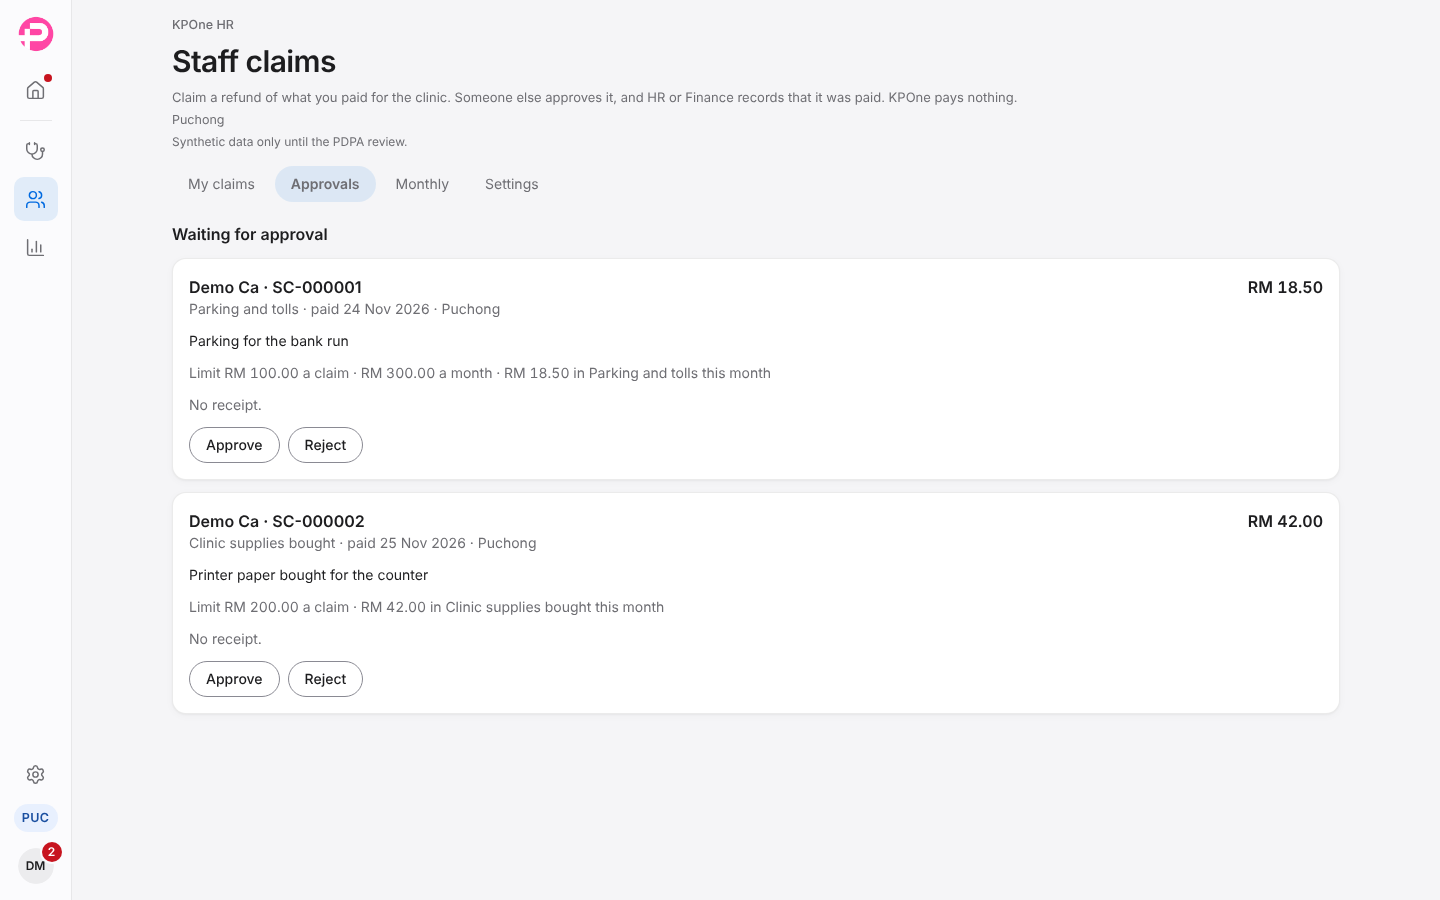 KPOne HR
Staff claims
Claim a refund of what you paid for the clinic. Someone else approves it, and HR or Finance records that it was paid. KPOne pays nothing.
Puchong
Synthetic data only until the PDPA review.
My claims
Approvals
Monthly
Settings
Waiting for approval
Demo Ca · SC-000001
RM 18.50
Parking and tolls · paid 24 Nov 2026 · Puchong
Parking for the bank run
Limit RM 100.00 a claim · RM 300.00 a month · RM 18.50 in Parking and tolls this month
No receipt.
Approve
Reject
Demo Ca · SC-000002
RM 42.00
Clinic supplies bought · paid 25 Nov 2026 · Puchong
Printer paper bought for the counter
Limit RM 200.00 a claim · RM 42.00 in Clinic supplies bought this month
No receipt.
Approve
Reject
PUC
2
DM